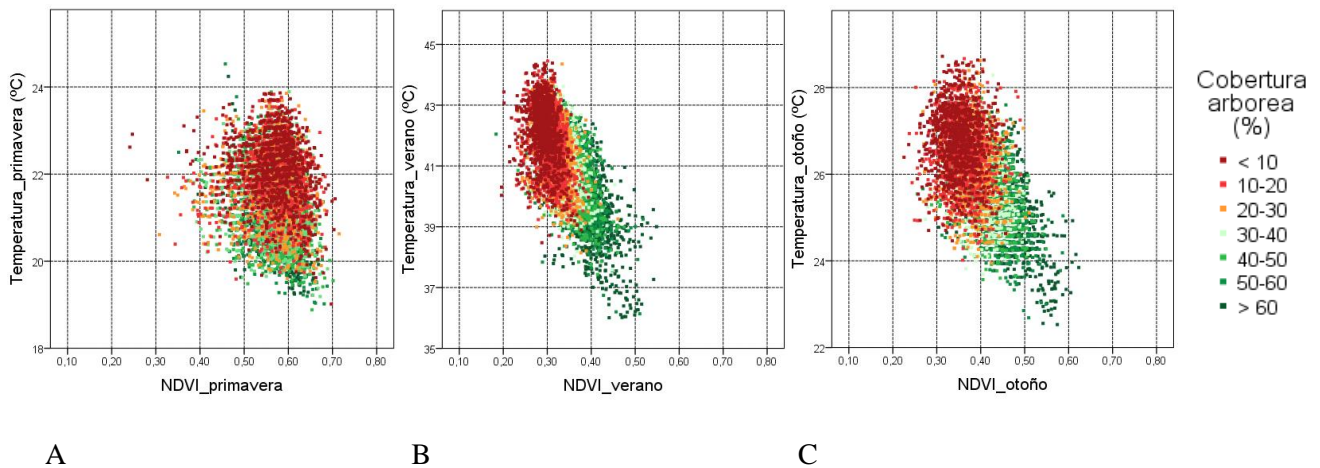 Temperatura_primavera (ºC)
24
22
20
18
0,10 0,20 0,30 0,40 0,50 0,60 0,70 0,80
NDVI_primavera
A
Temperatura_verano (ºC)
45
43
41
39
37
35
0,10 0,20 0,30 0,40 0,50 0,60 0,70 0,80
NDVI_verano
B
Temperatura_otoño (ºC)
28
26
24
22
0,10 0,20 0,30 0,40 0,50 0,60 0,70 0,80
NDVI_otoño
C
Cobertura
arborea
(%)
< 10
10-20
20-30
30-40
40-50
50-60
> 60